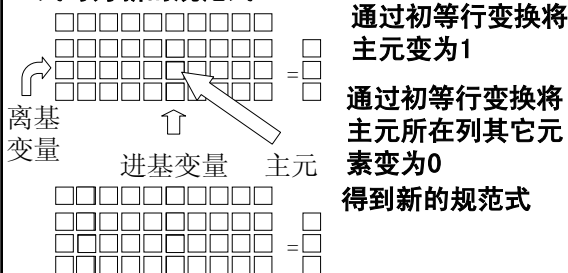 通过初等行变换将
主元变为1
=
通过初等行变换将
主元所在列其它元
素变为0
离基
变量
进基变量
主元
得到新的规范式
=